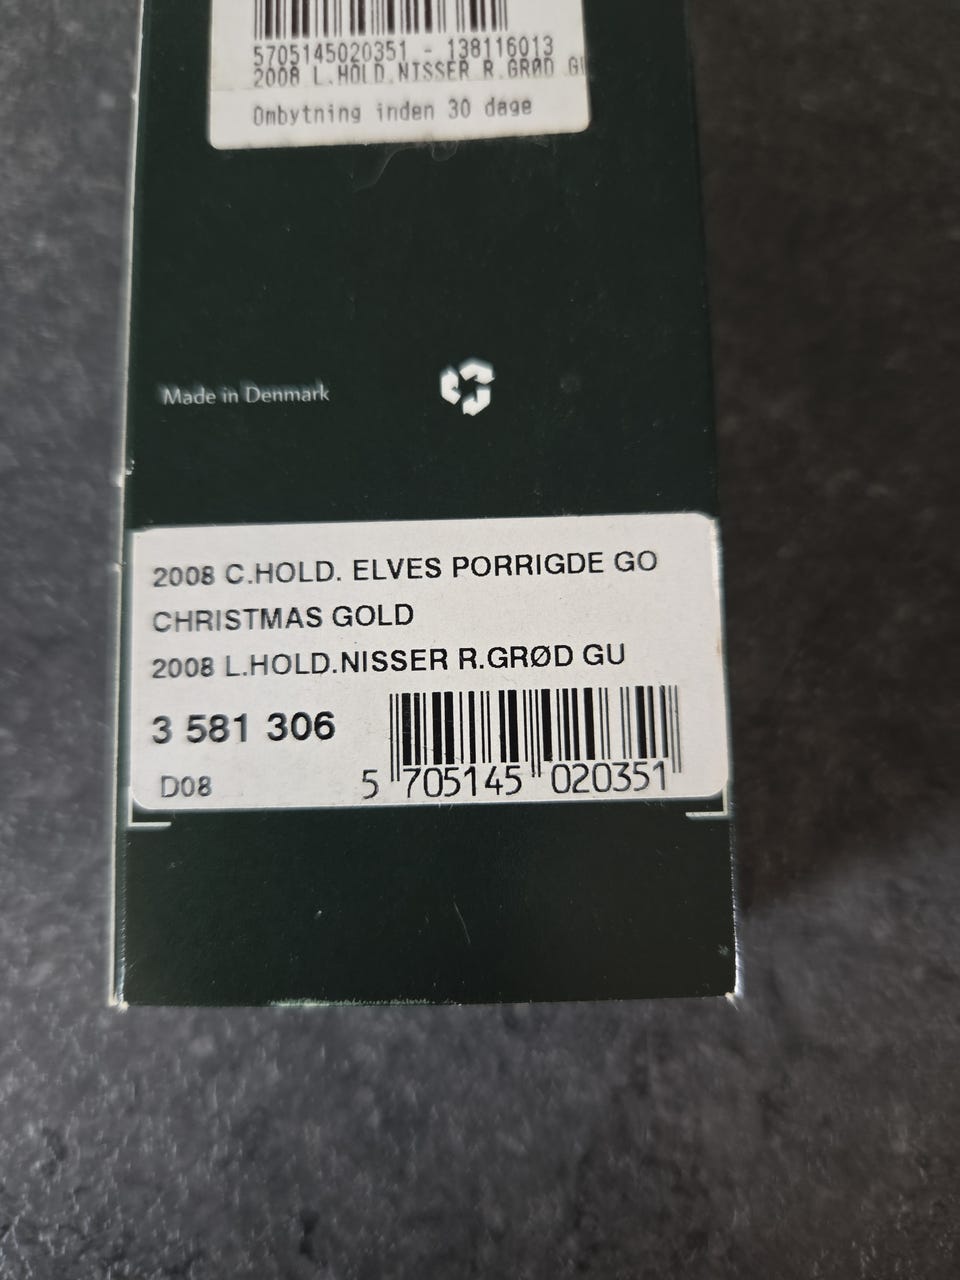 5705145020351 - 138116013
2008 L.HOLD.NISSER R.GRØD GU
Ombytning inden 30 dage
Made in Denmark
2008 C.HOLD. ELVES PORRIGDE GO
CHRISTMAS GOLD
2008 L.HOLD.NISSER R.GRØD GU
3 581 306
D08
5 705145 020351